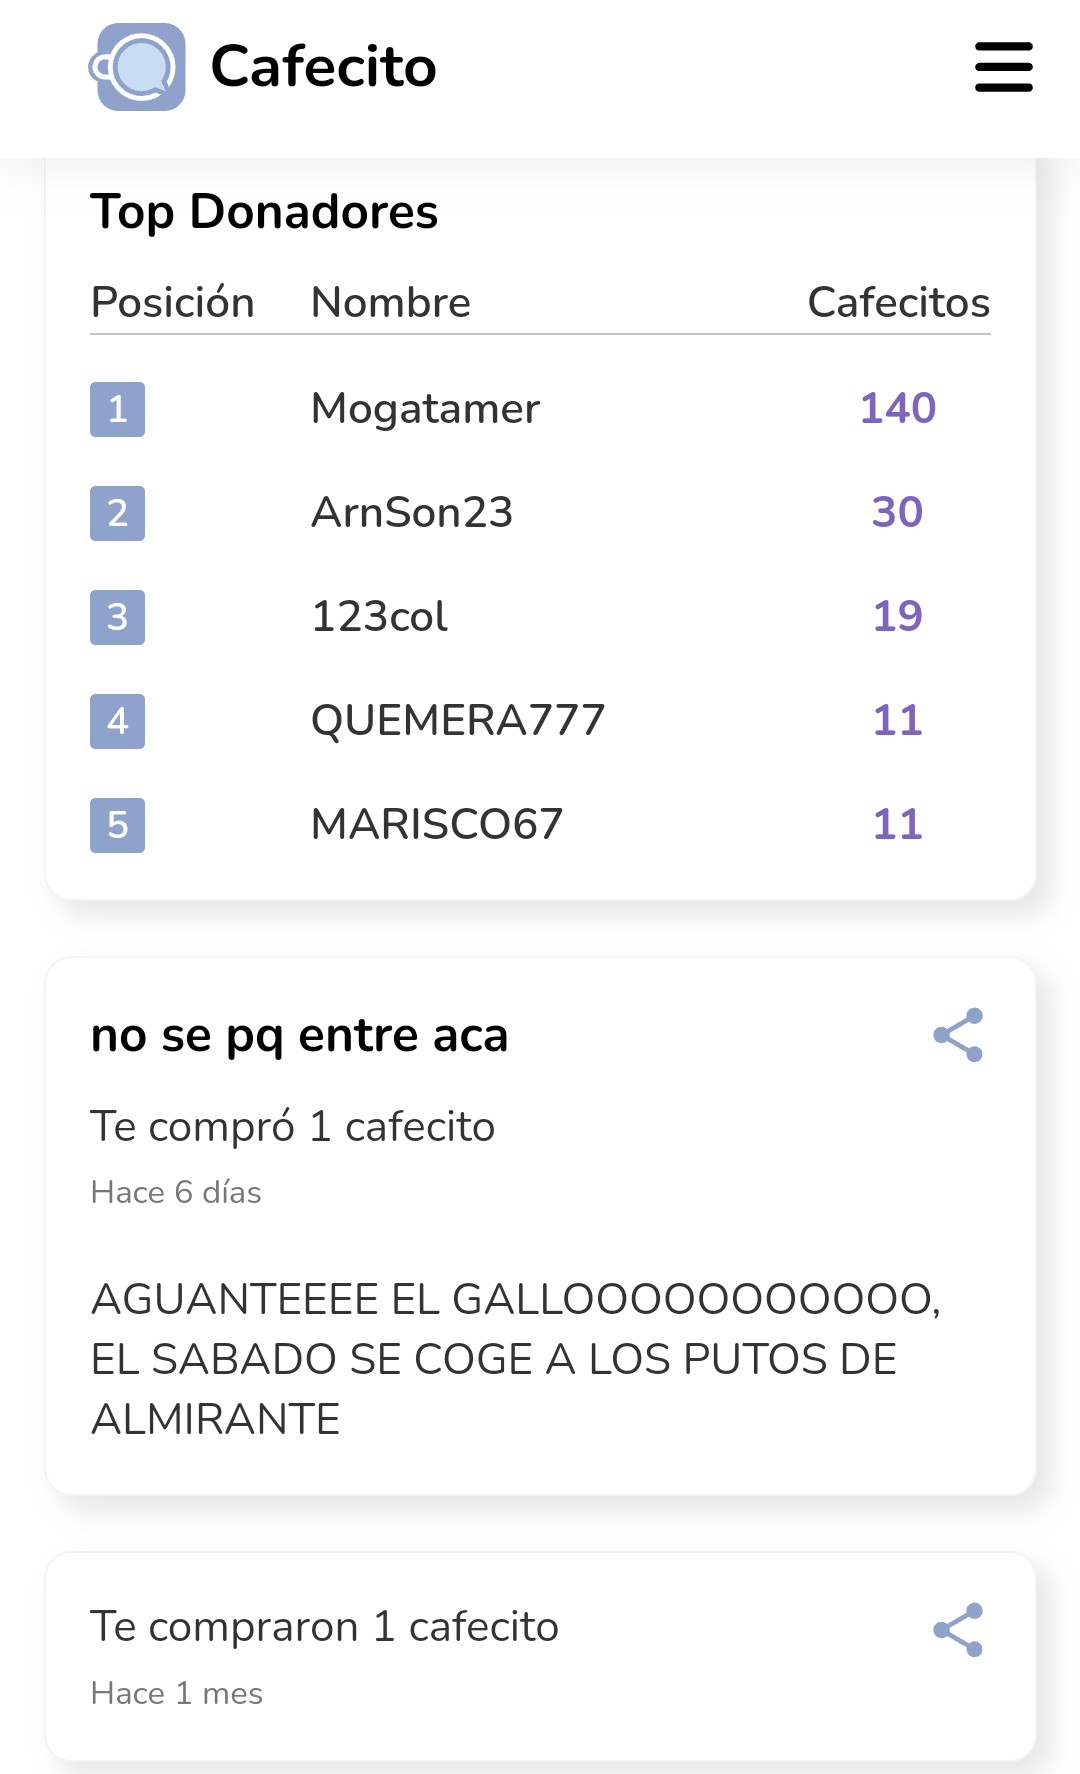 Cafecito
Top Donadores
Posición Nombre Cafecitos
1 Mogatamer 140
2 ArnSon23 30
3 123col 19
4 QUEMERA777 11
5 MARISCO67 11
no se pq entre aca
Te compró 1 cafecito
Hace 6 días
AGUANTEEEE EL GALLOOOOOOOOOOO,
EL SABADO SE COGE A LOS PUTOS DE
ALMIRANTE
Te compraron 1 cafecito
Hace 1 mes